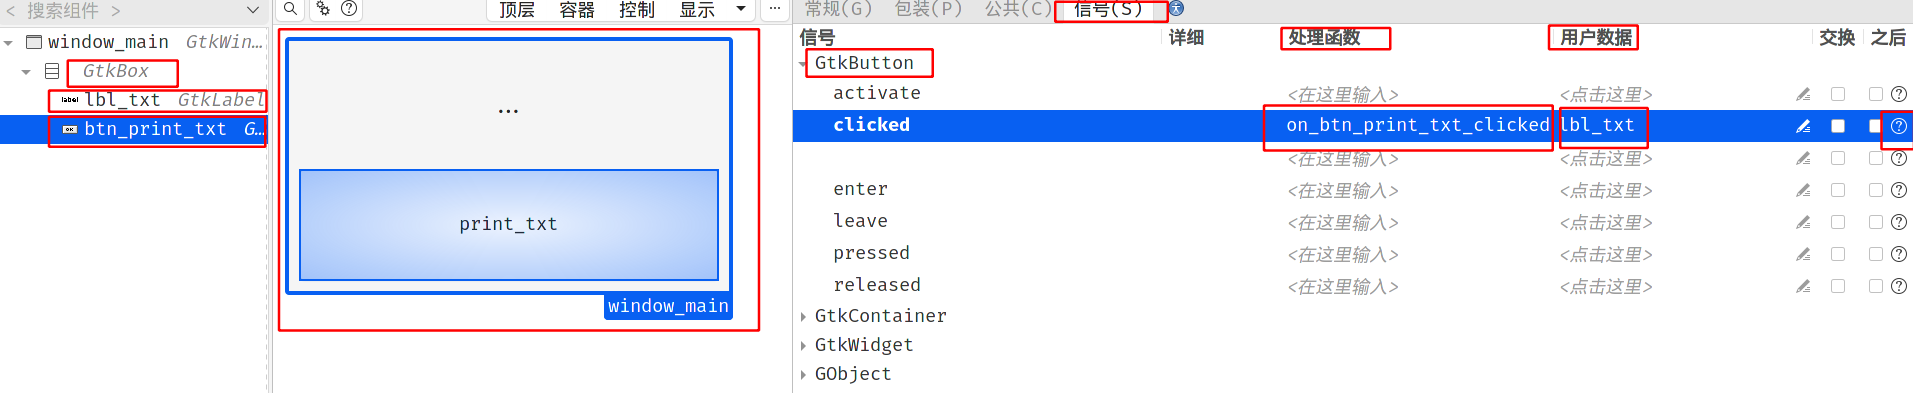 < 搜索组件 >
顶层 容器 控制 显示 ...
常规(G) 包装(P) 公共(C) 信号(S)
window_main GtkWin…
GtkBox
label lbl_txt GtkLabel
OK btn_print_txt G…
...
print_txt
window_main
信号 详细 处理函数 用户数据 交换 之后
GtkButton
activate <在这里输入> <点击这里>
clicked on_btn_print_txt_clicked lbl_txt
<在这里输入> <点击这里>
enter <在这里输入> <点击这里>
leave <在这里输入> <点击这里>
pressed <在这里输入> <点击这里>
released <在这里输入> <点击这里>
GtkContainer
GtkWidget
GObject